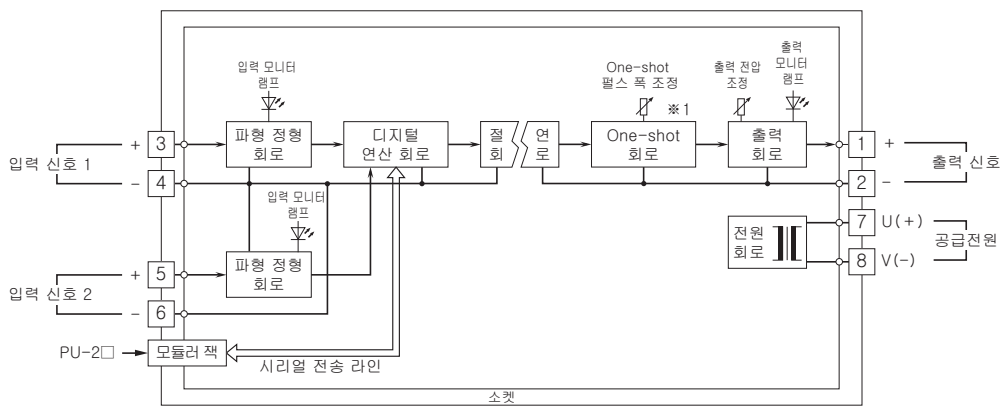 입력 모니터
램프
One-shot
펄스 폭 조정
※1
출력 전압
조정
출력
모니터
램프
입력 신호 1
+ 3
- 4
파형 정형
회로
디지털
연산 회로
절 연
회 로
One-shot
회로
출력
회로
1 +
2 -
출력 신호
입력 모니터
램프
입력 신호 2
+ 5
- 6
파형 정형
회로
전원
회로
7 U(+)
8 V(-)
공급전원
PU-2□
모듈러 잭
시리얼 전송 라인
소켓